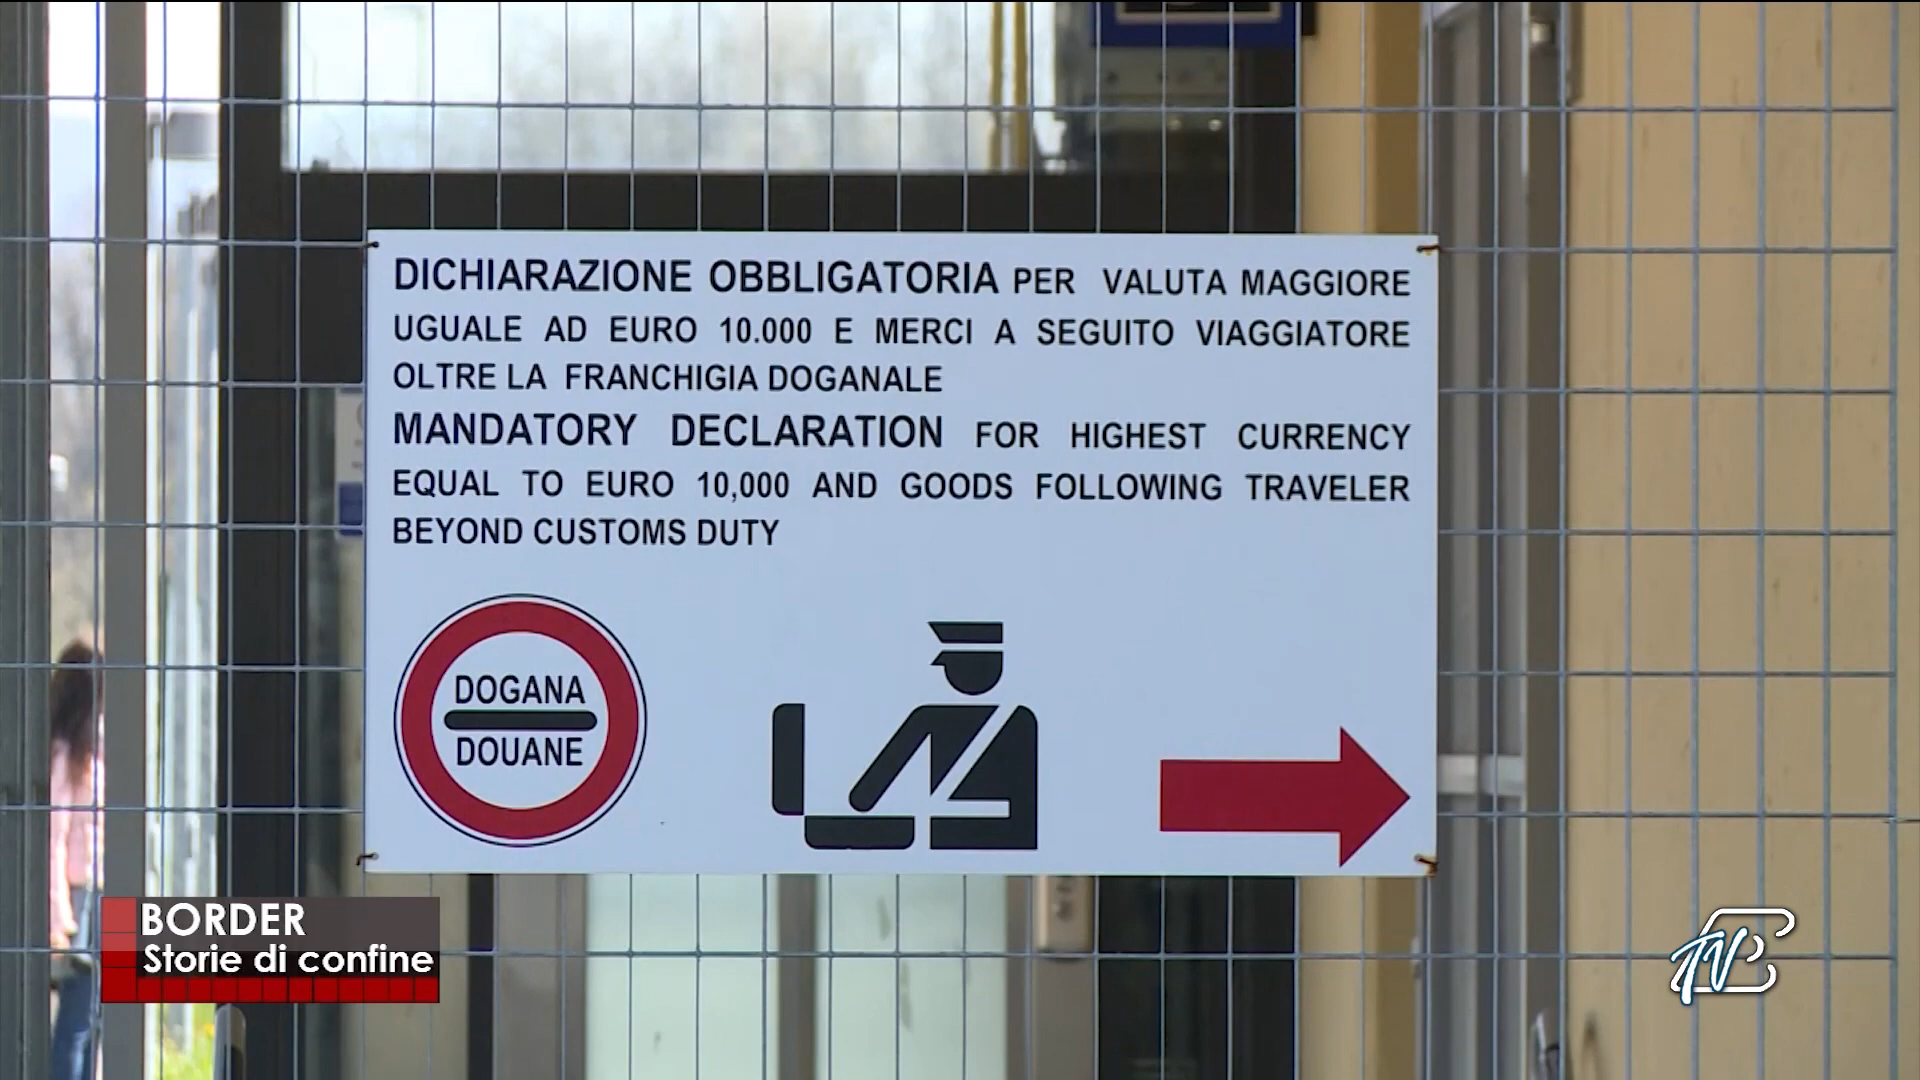 DICHIARAZIONE OBBLIGATORIA PER VALUTA MAGGIORE
UGUALE AD EURO 10.000 E MERCI A SEGUITO VIAGGIATORE
OLTRE LA FRANCHIGIA DOGANALE
MANDATORY DECLARATION FOR HIGHEST CURRENCY
EQUAL TO EURO 10,000 AND GOODS FOLLOWING TRAVELER
BEYOND CUSTOMS DUTY
DOGANA
DOUANE
BORDER
Storie di confine
TV